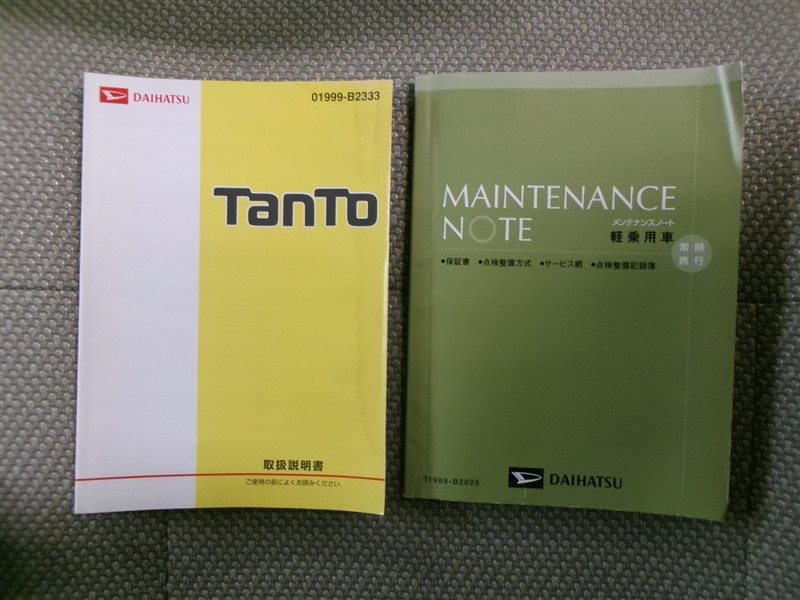 DAIHATSU
01999-B2333
TanTo
取扱説明書
ご使用の前によくお読みください
MAINTENANCE
NOTE
メンテナンスノート
軽乗用車
常時
携行
●保証書 ●点検整備方式 ●サービス網 ●点検整備記録簿
01989-B2025
DAIHATSU